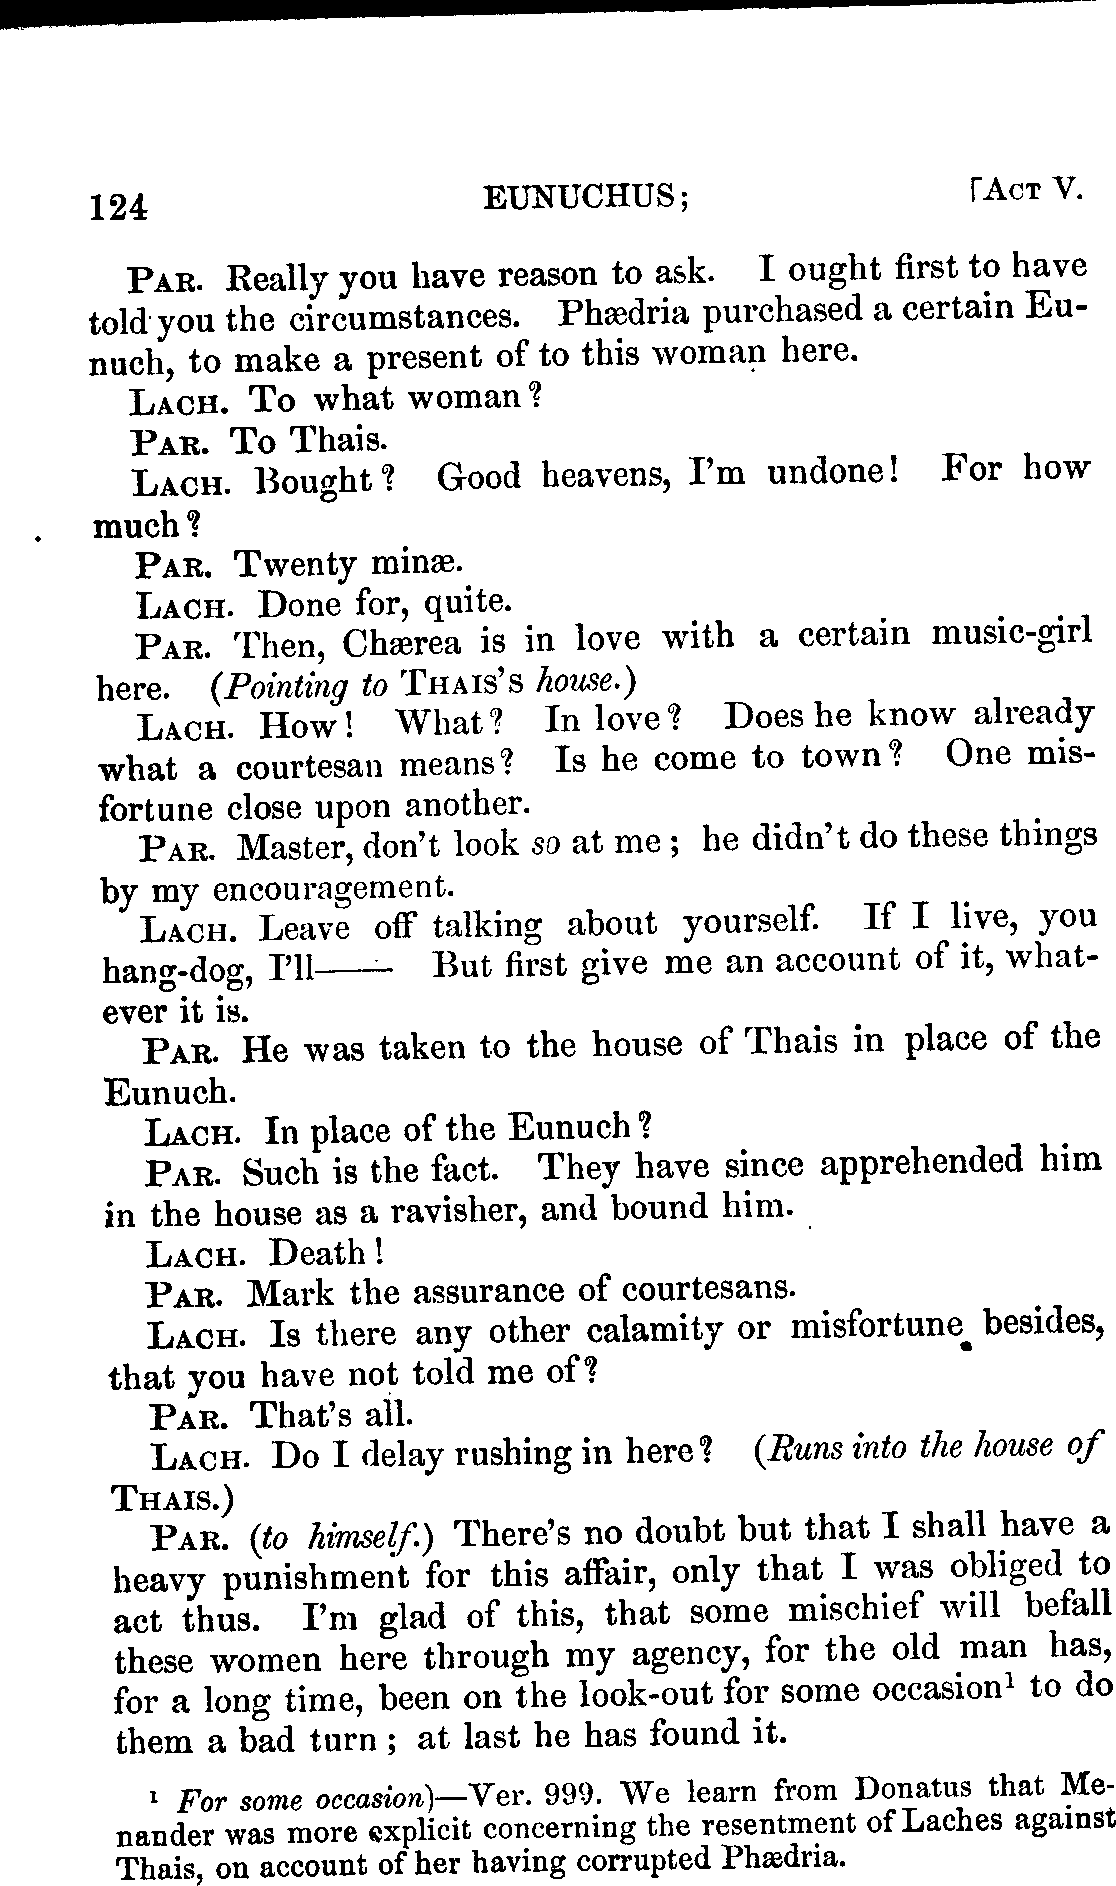 124 EUNUCHUS; [ACT V.
PAR. Really you have reason to ask. I ought first to have
told you the circumstances. Phædria purchased a certain Eu-
nuch, to make a present of to this woman here.
LACH. To what woman?
PAR. To Thais.
LACH. Bought? Good heavens, I'm undone! For how
much?
PAR. Twenty minæ.
LACH. Done for, quite.
PAR. Then, Chærea is in love with a certain music-girl
here. (Pointing to THAIS'S house.)
LACH. How! What? In love? Does he know already
what a courtesan means? Is he come to town? One mis-
fortune close upon another.
PAR. Master, don't look so at me; he didn't do these things
by my encouragement.
LACH. Leave off talking about yourself. If I live, you
hang-dog, I'll—— But first give me an account of it, what-
ever it is.
PAR. He was taken to the house of Thais in place of the
Eunuch.
LACH. In place of the Eunuch?
PAR. Such is the fact. They have since apprehended him
in the house as a ravisher, and bound him.
LACH. Death!
PAR. Mark the assurance of courtesans.
LACH. Is there any other calamity or misfortune besides,
that you have not told me of?
PAR. That's all.
LACH. Do I delay rushing in here? (Runs into the house of
THAIS.)
PAR. (to himself.) There's no doubt but that I shall have a
heavy punishment for this affair, only that I was obliged to
act thus. I'm glad of this, that some mischief will befall
these women here through my agency, for the old man has,
for a long time, been on the look-out for some occasion¹ to do
them a bad turn; at last he has found it.
¹ For some occasion)—Ver. 999. We learn from Donatus that Me-
nander was more explicit concerning the resentment of Laches against
Thais, on account of her having corrupted Phædria.